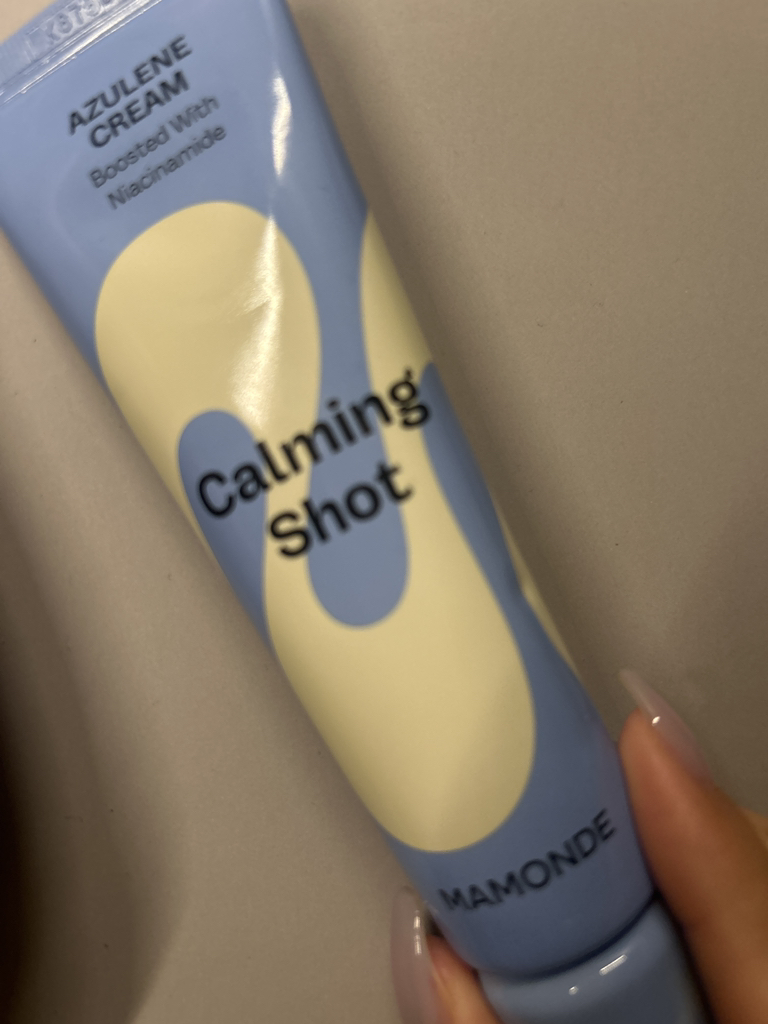 AZULENE
CREAM
Boosted With
Niacinamide
Calming
Shot
MAMONDE